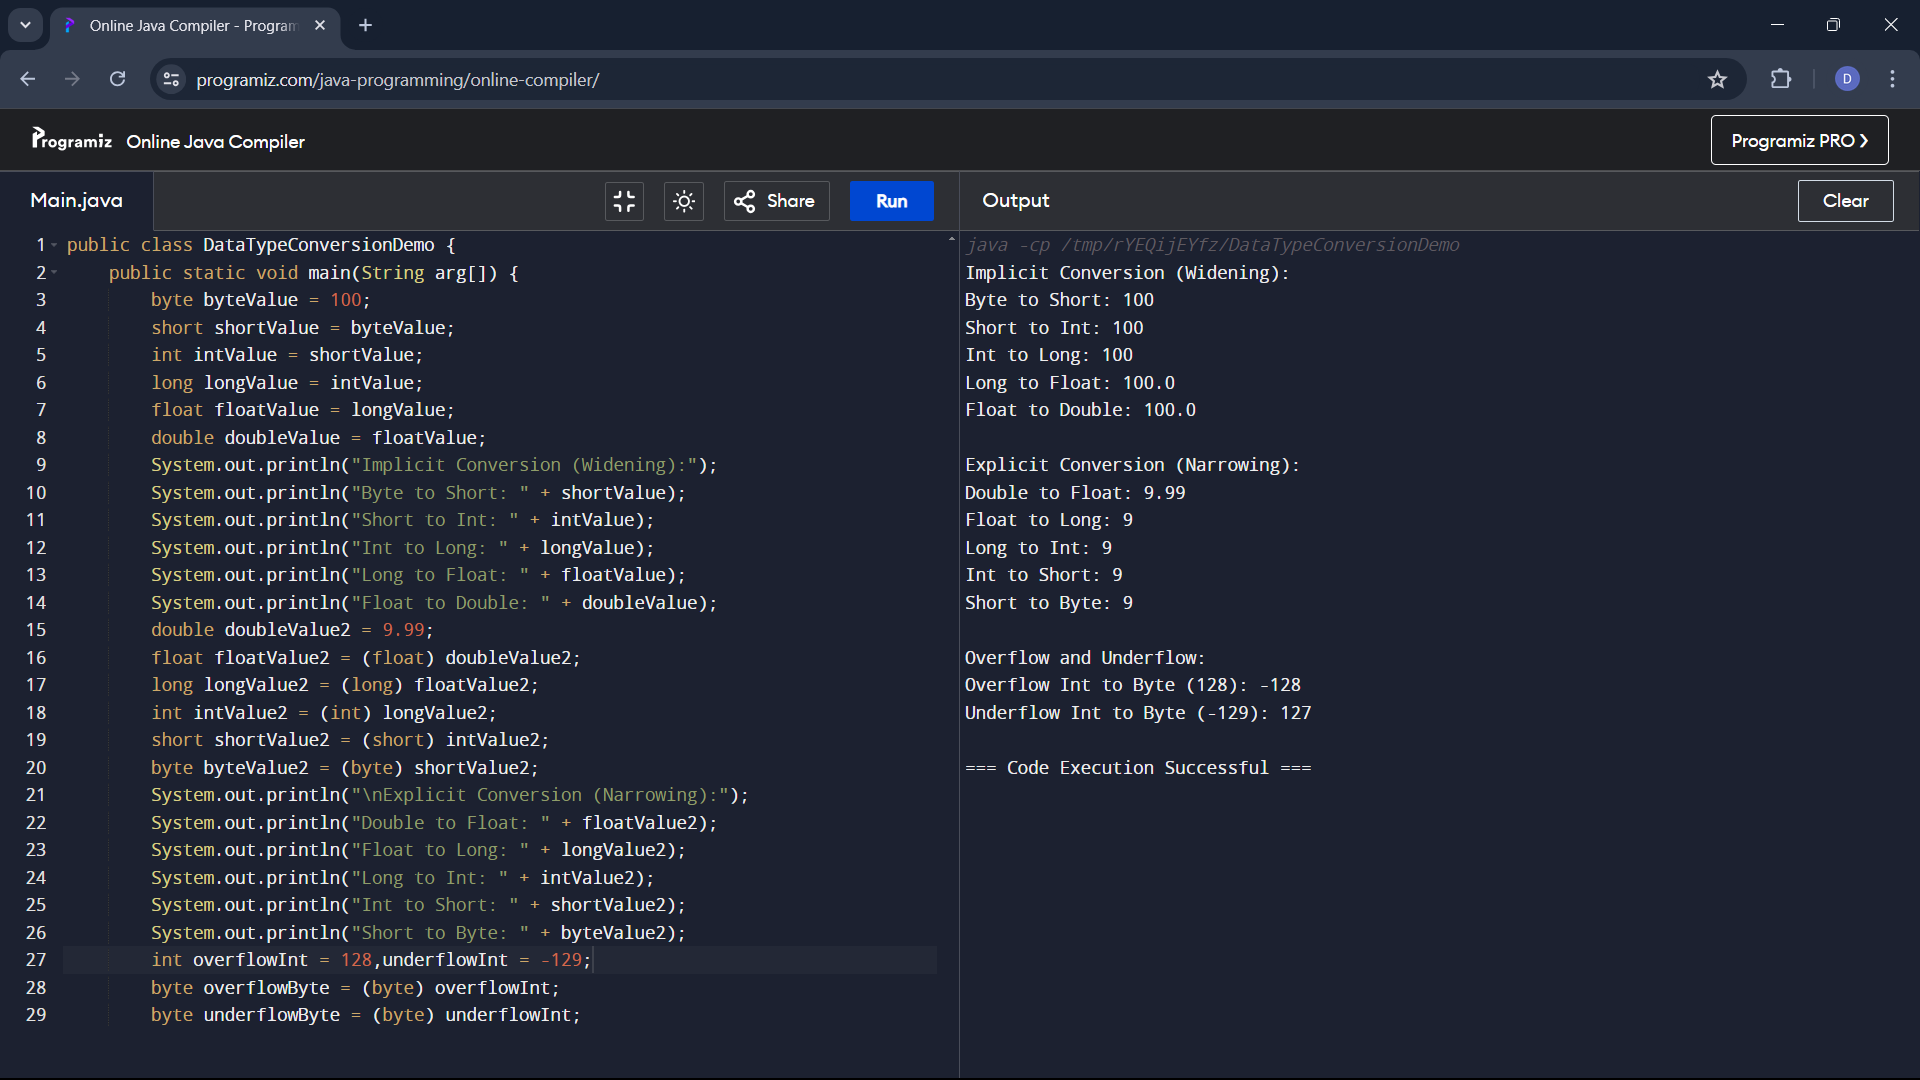 Online Java Compiler - Program
programiz.com/java-programming/online-compiler/
D
Programiz Online Java Compiler
Programiz PRO
Main.java
Share
Run
Output
Clear
1 public class DataTypeConversionDemo {
2 public static void main(String arg[]) {
3 byte byteValue = 100;
4 short shortValue = byteValue;
5 int intValue = shortValue;
6 long longValue = intValue;
7 float floatValue = longValue;
8 double doubleValue = floatValue;
9 System.out.println("Implicit Conversion (Widening):");
10 System.out.println("Byte to Short: " + shortValue);
11 System.out.println("Short to Int: " + intValue);
12 System.out.println("Int to Long: " + longValue);
13 System.out.println("Long to Float: " + floatValue);
14 System.out.println("Float to Double: " + doubleValue);
15 double doubleValue2 = 9.99;
16 float floatValue2 = (float) doubleValue2;
17 long longValue2 = (long) floatValue2;
18 int intValue2 = (int) longValue2;
19 short shortValue2 = (short) intValue2;
20 byte byteValue2 = (byte) shortValue2;
21 System.out.println("\nExplicit Conversion (Narrowing):");
22 System.out.println("Double to Float: " + floatValue2);
23 System.out.println("Float to Long: " + longValue2);
24 System.out.println("Long to Int: " + intValue2);
25 System.out.println("Int to Short: " + shortValue2);
26 System.out.println("Short to Byte: " + byteValue2);
27 int overflowInt = 128,underflowInt = -129;
28 byte overflowByte = (byte) overflowInt;
29 byte underflowByte = (byte) underflowInt;
java -cp /tmp/rYEQijEYfz/DataTypeConversionDemo
Implicit Conversion (Widening):
Byte to Short: 100
Short to Int: 100
Int to Long: 100
Long to Float: 100.0
Float to Double: 100.0
Explicit Conversion (Narrowing):
Double to Float: 9.99
Float to Long: 9
Long to Int: 9
Int to Short: 9
Short to Byte: 9
Overflow and Underflow:
Overflow Int to Byte (128): -128
Underflow Int to Byte (-129): 127
=== Code Execution Successful ===